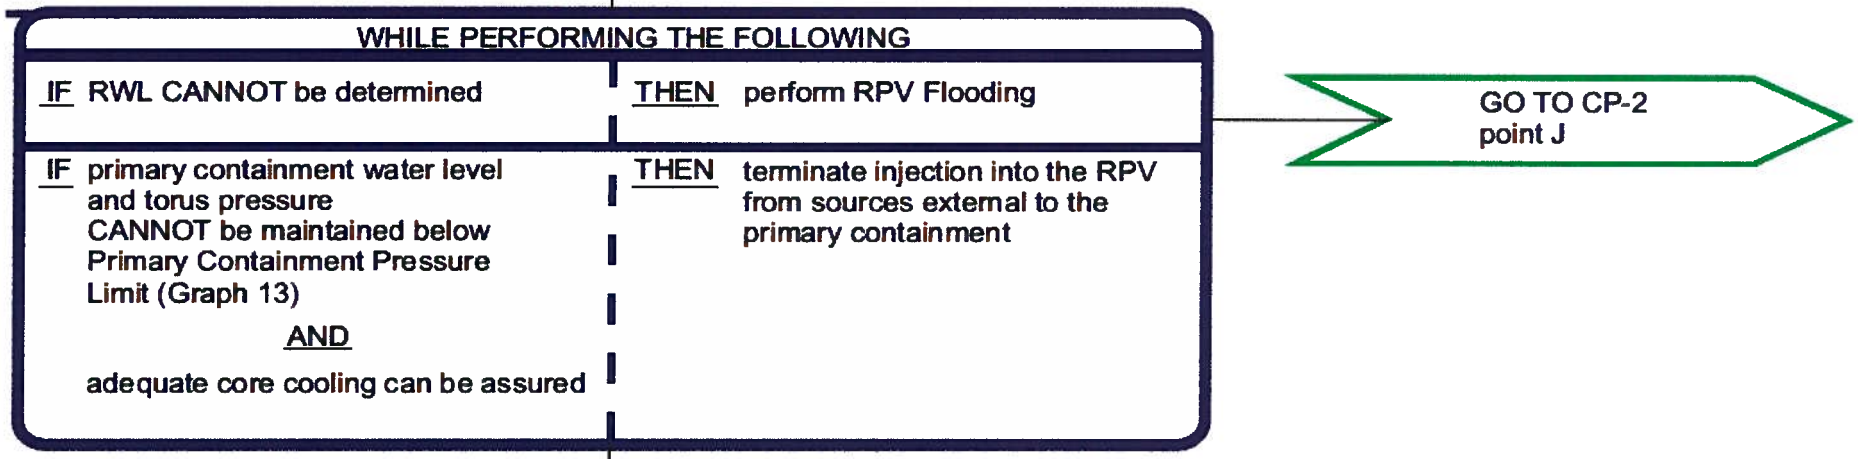 WHILE PERFORMING THE FOLLOWING
IF RWL CANNOT be determined
THEN perform RPV Flooding
GO TO CP-2
point J
IF primary containment water level
and torus pressure
CANNOT be maintained below
Primary Containment Pressure
Limit (Graph 13)
AND
adequate core cooling can be assured
THEN terminate injection into the RPV
from sources external to the
primary containment